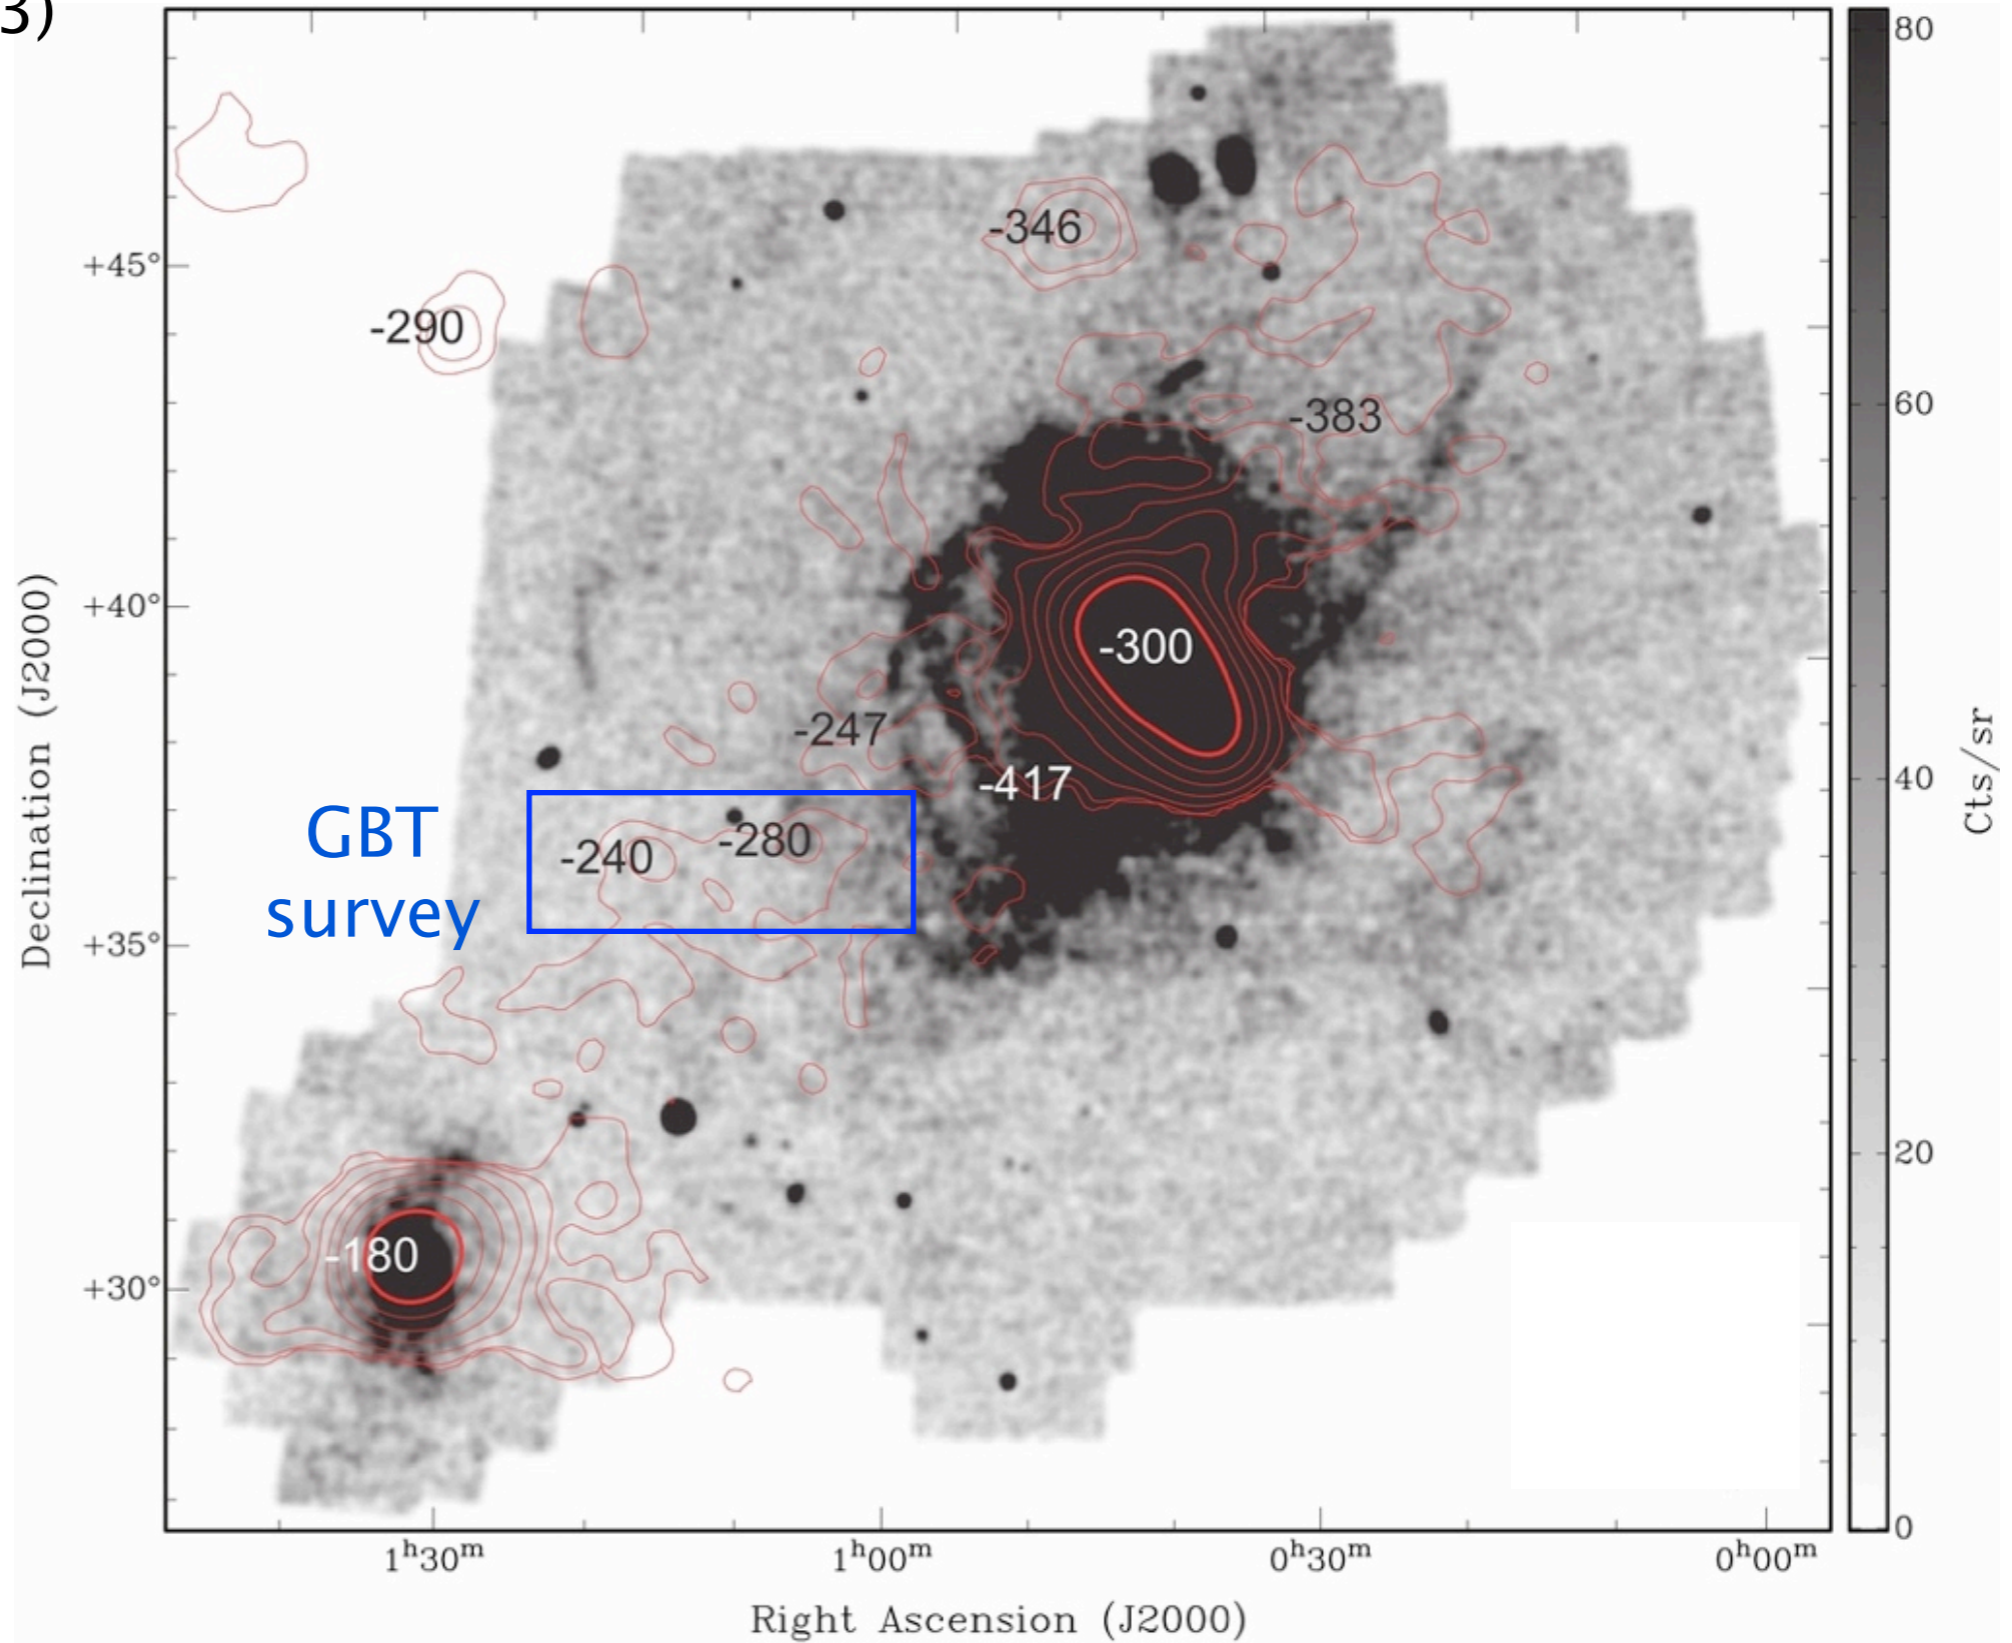 3)
80
-346
+45°
-290
60
-383
+40°
-300
-247
-417
40
GBT
survey
-240
-280
+35°
20
-180
+30°
0
1ʰ30ᵐ
1ʰ00ᵐ
0ʰ30ᵐ
0ʰ00ᵐ
Right Ascension (J2000)
Declination (J2000)
Cts/sr